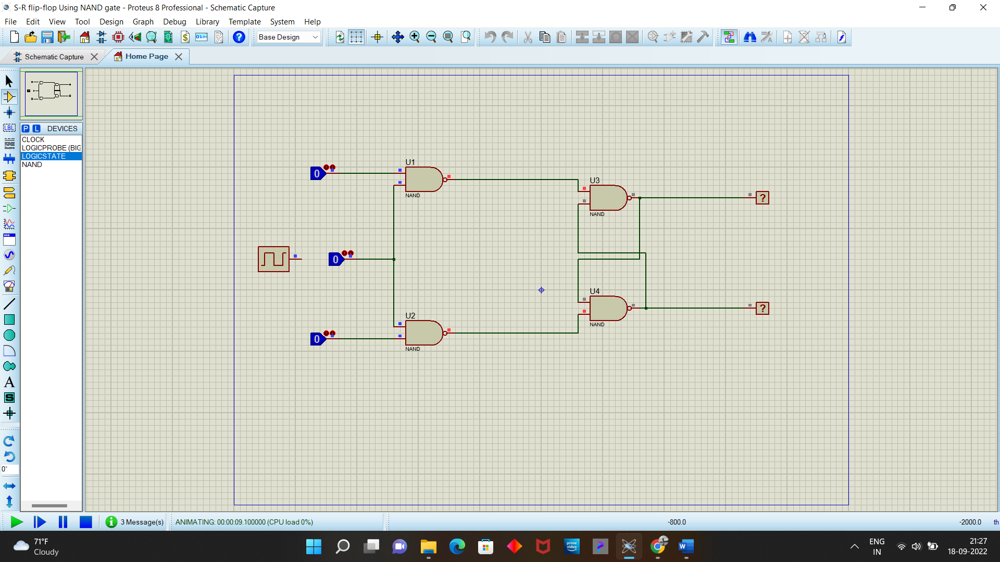 S-R flip-flop Using NAND gate - Proteus 8 Professional - Schematic Capture
File Edit View Tool Design Graph Debug Library Template System Help
Base Design
Schematic Capture Home Page
LBL
P L DEVICES
CLOCK
LOGICPROBE (BIG
LOGICSTATE
NAND
U1
0
NAND
U3
?
NAND
0
U4
?
NAND
U2
0
NAND
A
S
0°
3 Message(s) ANIMATING: 00:00:09.100000 (CPU load 0%) -800.0 -2000.0 th
71°F
Cloudy
prime video
ENG
IN
21:27
18-09-2022